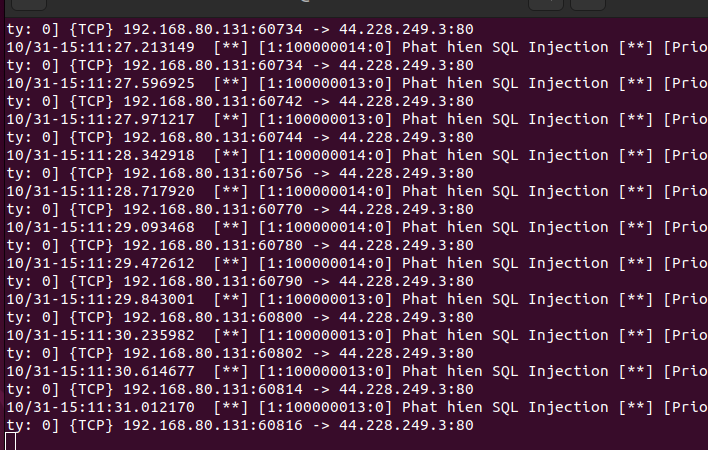 ty: 0] {TCP} 192.168.80.131:60734 -> 44.228.249.3:80
10/31-15:11:27.213149  [**] [1:100000014:0] Phat hien SQL Injection [**] [Prio
ty: 0] {TCP} 192.168.80.131:60734 -> 44.228.249.3:80
10/31-15:11:27.596925  [**] [1:100000013:0] Phat hien SQL Injection [**] [Prio
ty: 0] {TCP} 192.168.80.131:60742 -> 44.228.249.3:80
10/31-15:11:27.971217  [**] [1:100000013:0] Phat hien SQL Injection [**] [Prio
ty: 0] {TCP} 192.168.80.131:60744 -> 44.228.249.3:80
10/31-15:11:28.342918  [**] [1:100000014:0] Phat hien SQL Injection [**] [Prio
ty: 0] {TCP} 192.168.80.131:60756 -> 44.228.249.3:80
10/31-15:11:28.717920  [**] [1:100000014:0] Phat hien SQL Injection [**] [Prio
ty: 0] {TCP} 192.168.80.131:60770 -> 44.228.249.3:80
10/31-15:11:29.093468  [**] [1:100000014:0] Phat hien SQL Injection [**] [Prio
ty: 0] {TCP} 192.168.80.131:60780 -> 44.228.249.3:80
10/31-15:11:29.472612  [**] [1:100000014:0] Phat hien SQL Injection [**] [Prio
ty: 0] {TCP} 192.168.80.131:60790 -> 44.228.249.3:80
10/31-15:11:29.843001  [**] [1:100000013:0] Phat hien SQL Injection [**] [Prio
ty: 0] {TCP} 192.168.80.131:60800 -> 44.228.249.3:80
10/31-15:11:30.235982  [**] [1:100000013:0] Phat hien SQL Injection [**] [Prio
ty: 0] {TCP} 192.168.80.131:60802 -> 44.228.249.3:80
10/31-15:11:30.614677  [**] [1:100000013:0] Phat hien SQL Injection [**] [Prio
ty: 0] {TCP} 192.168.80.131:60814 -> 44.228.249.3:80
10/31-15:11:31.012170  [**] [1:100000013:0] Phat hien SQL Injection [**] [Prio
ty: 0] {TCP} 192.168.80.131:60816 -> 44.228.249.3:80